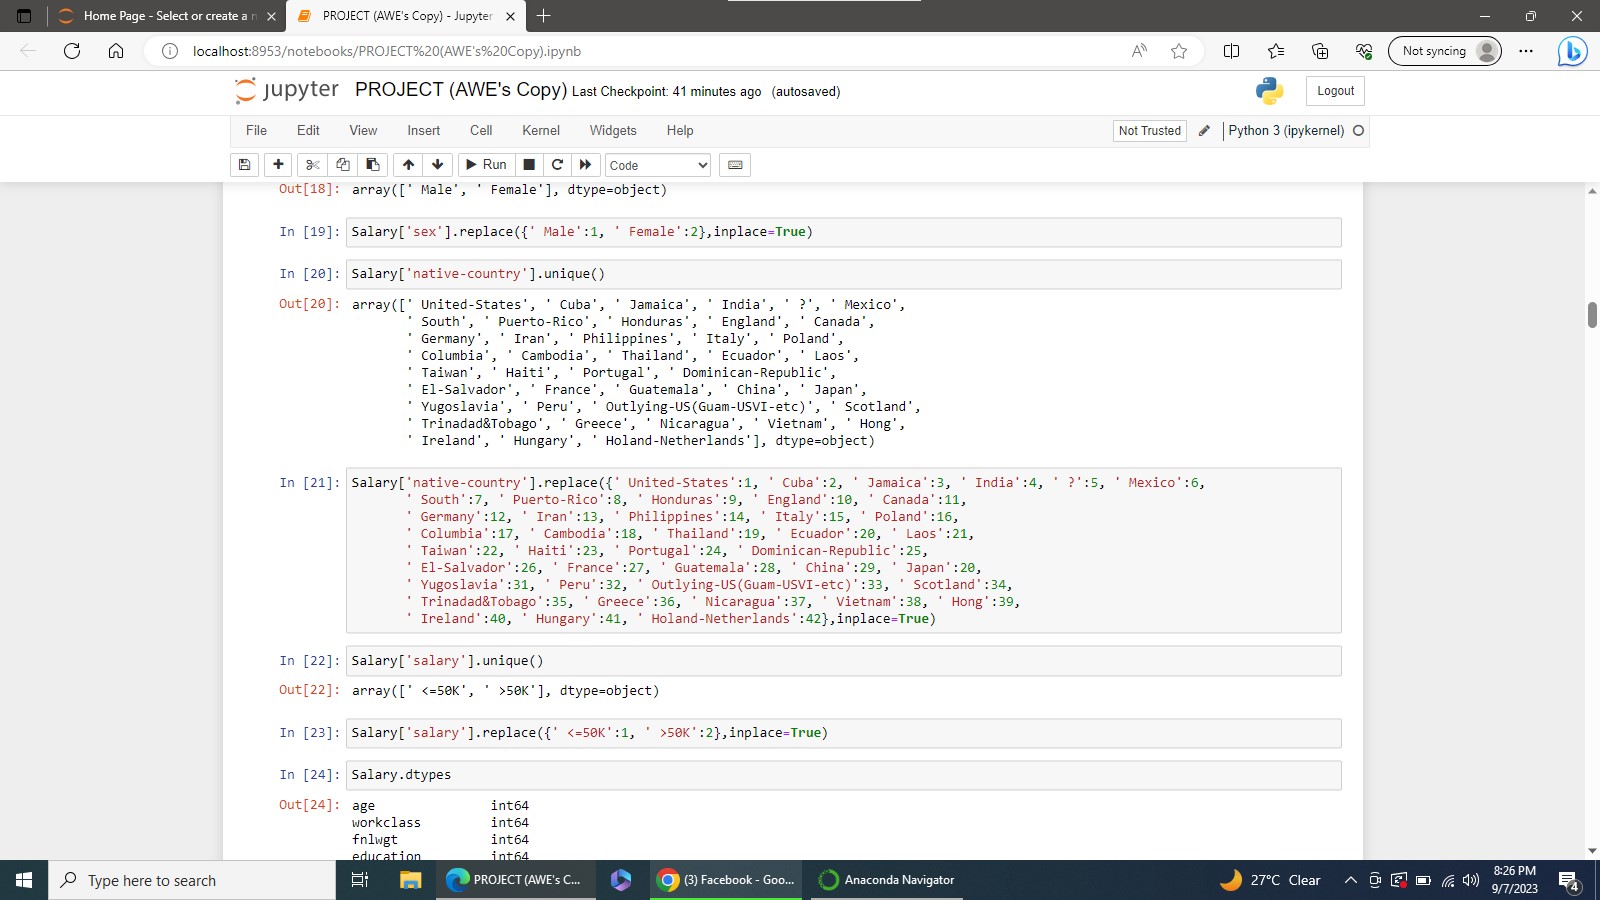 Home Page - Select or create a n
PROJECT (AWE's Copy) - Jupyter
localhost:8953/notebooks/PROJECT%20(AWE's%20Copy).ipynb
Not syncing
jupyter PROJECT (AWE's Copy) Last Checkpoint: 41 minutes ago (autosaved)
Logout
File Edit View Insert Cell Kernel Widgets Help
Not Trusted
Python 3 (ipykernel)
Run
Code
Out[18]: array([' Male', ' Female'], dtype=object)
In [19]: Salary['sex'].replace({' Male':1, ' Female':2},inplace=True)
In [20]: Salary['native-country'].unique()
Out[20]: array([' United-States', ' Cuba', ' Jamaica', ' India', ' ?', ' Mexico',
' South', ' Puerto-Rico', ' Honduras', ' England', ' Canada',
' Germany', ' Iran', ' Philippines', ' Italy', ' Poland',
' Columbia', ' Cambodia', ' Thailand', ' Ecuador', ' Laos',
' Taiwan', ' Haiti', ' Portugal', ' Dominican-Republic',
' El-Salvador', ' France', ' Guatemala', ' China', ' Japan',
' Yugoslavia', ' Peru', ' Outlying-US(Guam-USVI-etc)', ' Scotland',
' Trinadad&Tobago', ' Greece', ' Nicaragua', ' Vietnam', ' Hong',
' Ireland', ' Hungary', ' Holand-Netherlands'], dtype=object)
In [21]: Salary['native-country'].replace({' United-States':1, ' Cuba':2, ' Jamaica':3, ' India':4, ' ?':5, ' Mexico':6,
' South':7, ' Puerto-Rico':8, ' Honduras':9, ' England':10, ' Canada':11,
' Germany':12, ' Iran':13, ' Philippines':14, ' Italy':15, ' Poland':16,
' Columbia':17, ' Cambodia':18, ' Thailand':19, ' Ecuador':20, ' Laos':21,
' Taiwan':22, ' Haiti':23, ' Portugal':24, ' Dominican-Republic':25,
' El-Salvador':26, ' France':27, ' Guatemala':28, ' China':29, ' Japan':20,
' Yugoslavia':31, ' Peru':32, ' Outlying-US(Guam-USVI-etc)':33, ' Scotland':34,
' Trinadad&Tobago':35, ' Greece':36, ' Nicaragua':37, ' Vietnam':38, ' Hong':39,
' Ireland':40, ' Hungary':41, ' Holand-Netherlands':42},inplace=True)
In [22]: Salary['salary'].unique()
Out[22]: array([' <=50K', ' >50K'], dtype=object)
In [23]: Salary['salary'].replace({' <=50K':1, ' >50K':2},inplace=True)
In [24]: Salary.dtypes
Out[24]: age int64
workclass int64
fnlwgt int64
education int64
Type here to search
PROJECT (AWE's C...
(3) Facebook - Goo...
Anaconda Navigator
27°C Clear
8:26 PM
9/7/2023
4